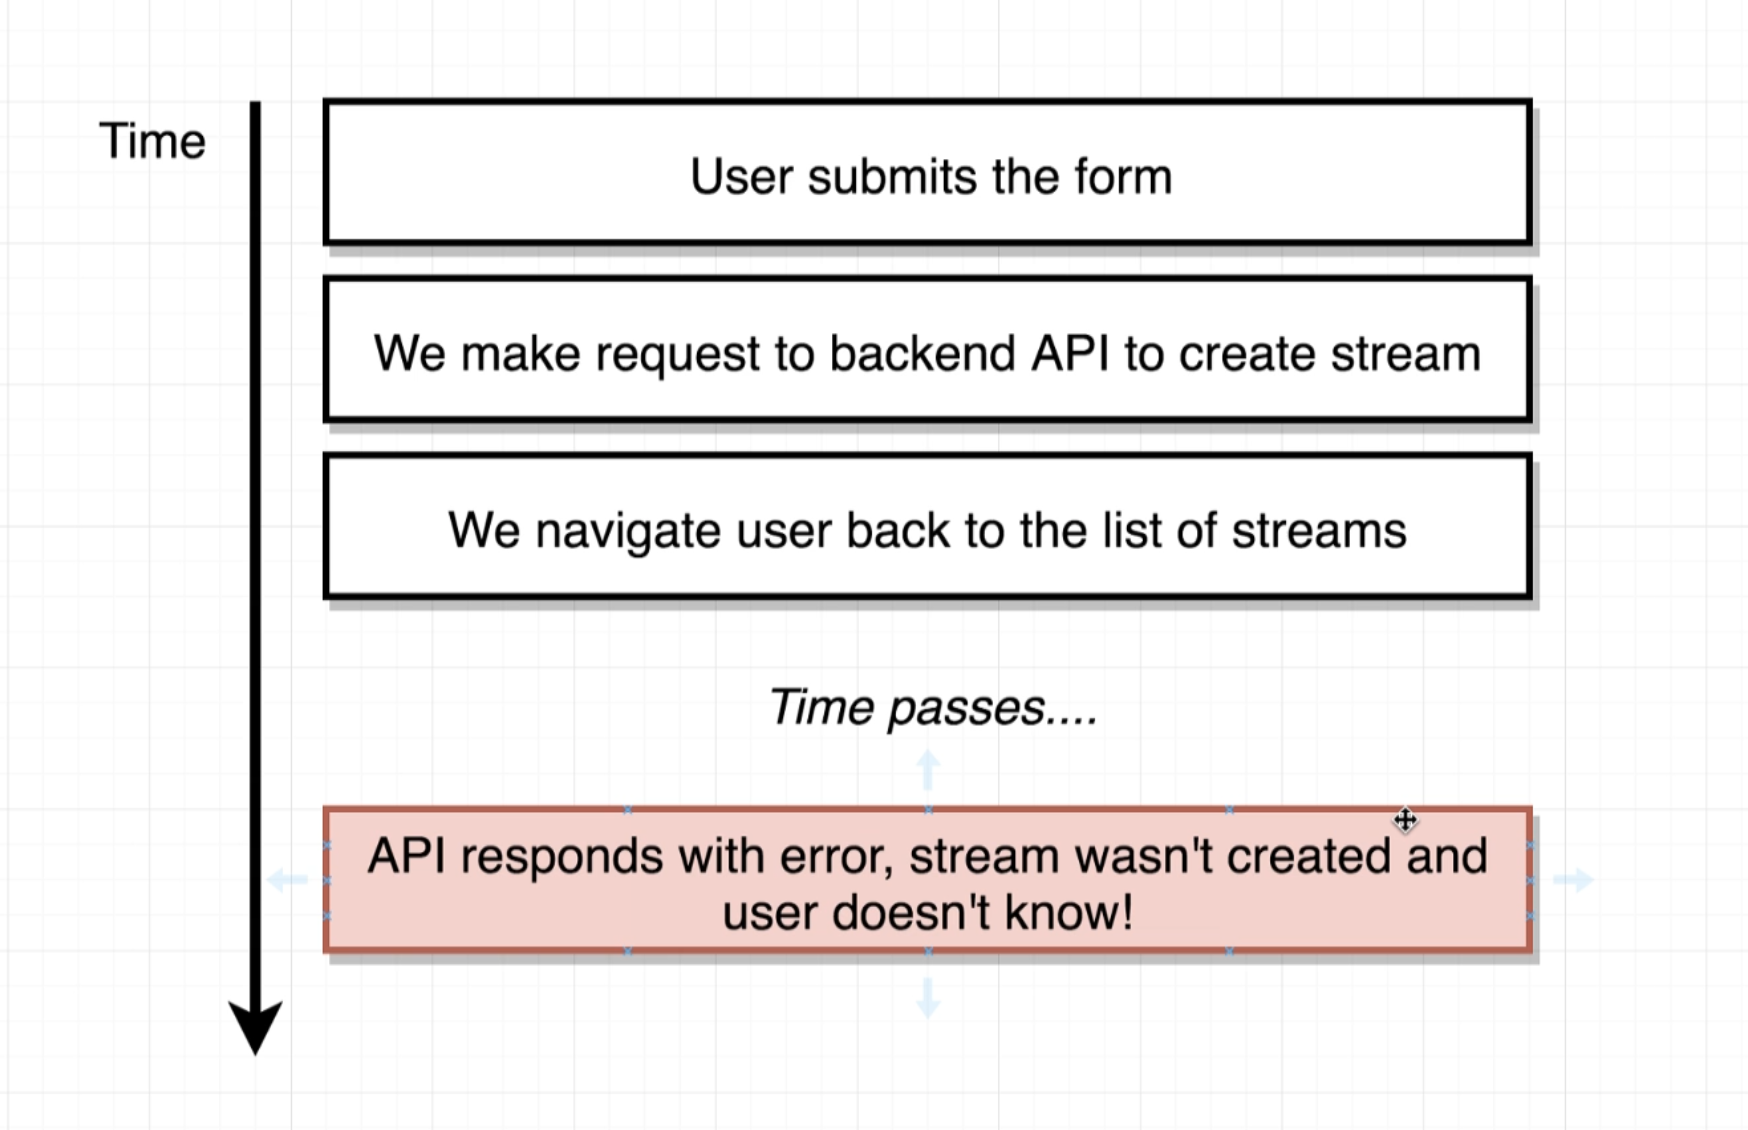 Time
User submits the form
We make request to backend API to create stream
We navigate user back to the list of streams
Time passes....
API responds with error, stream wasn't created and
user doesn't know!